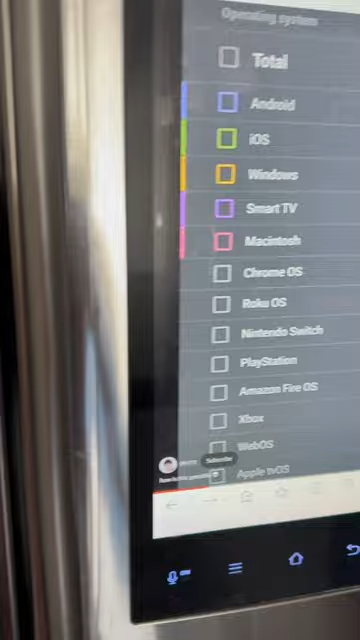 Operating system
Total
Android
iOS
Windows
Smart TV
Macintosh
Chrome OS
Roku OS
Nintendo Switch
PlayStation
Amazon Fire OS
Xbox
WebOS
Subscribe
Apple tvOS